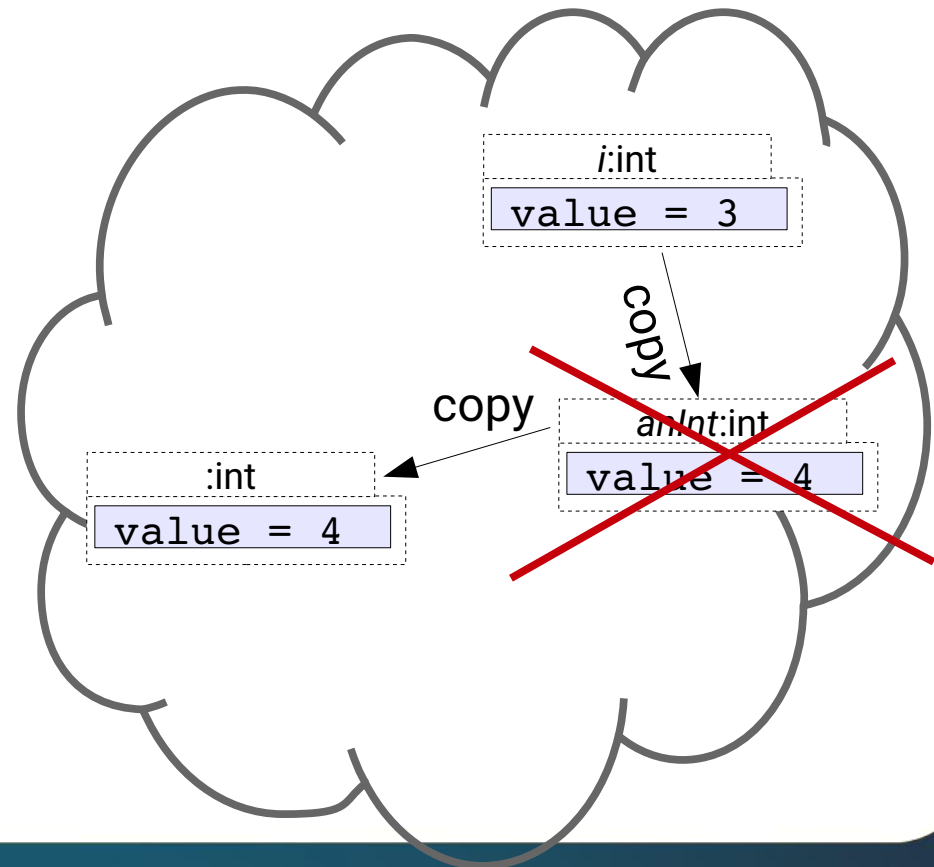 i:int
value = 3
copy
copy
anInt:int
value = 4
:int
value = 4